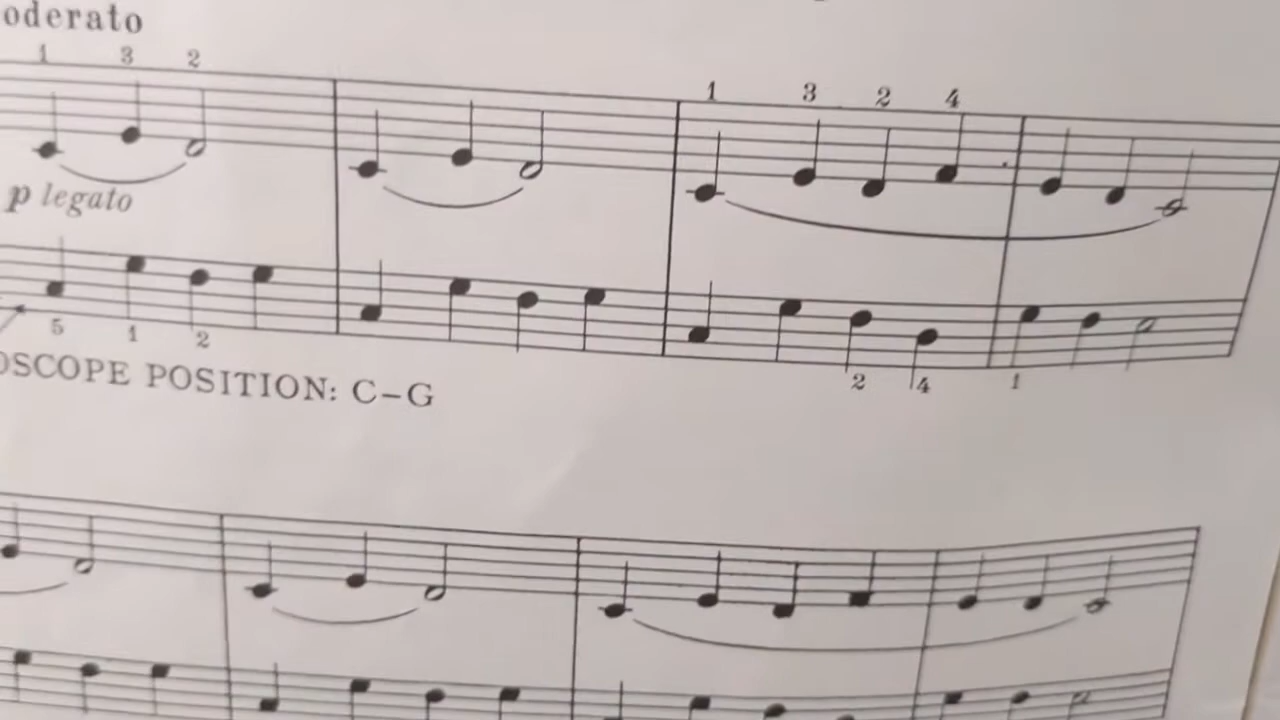 oderato
1 3 2
1 3 2 4
p legato
5 1 2
2 4 1
OSCOPE POSITION: C–G